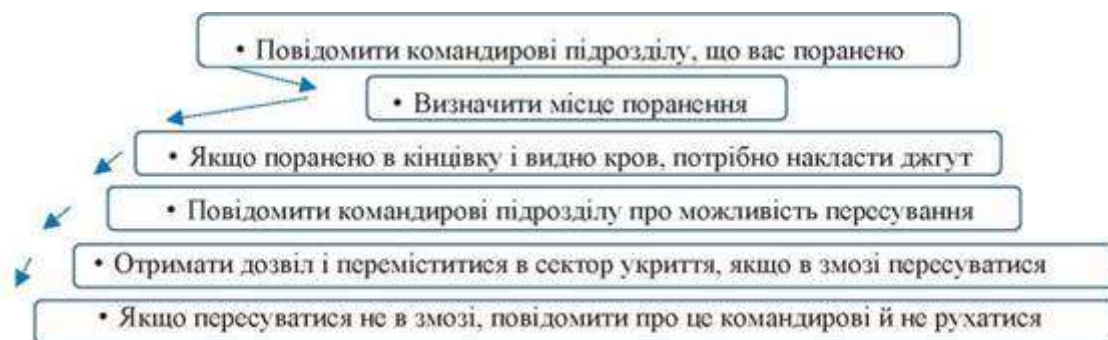 • Повідомити командирові підрозділу, що вас поранено
• Визначити місце поранення
• Якщо поранено в кінцівку і видно кров, потрібно накласти джгут
• Повідомити командирові підрозділу про можливість пересування
• Отримати дозвіл і переміститися в сектор укриття, якщо в змозі пересуватися
• Якщо пересуватися не в змозі, повідомити про це командирові й не рухатися